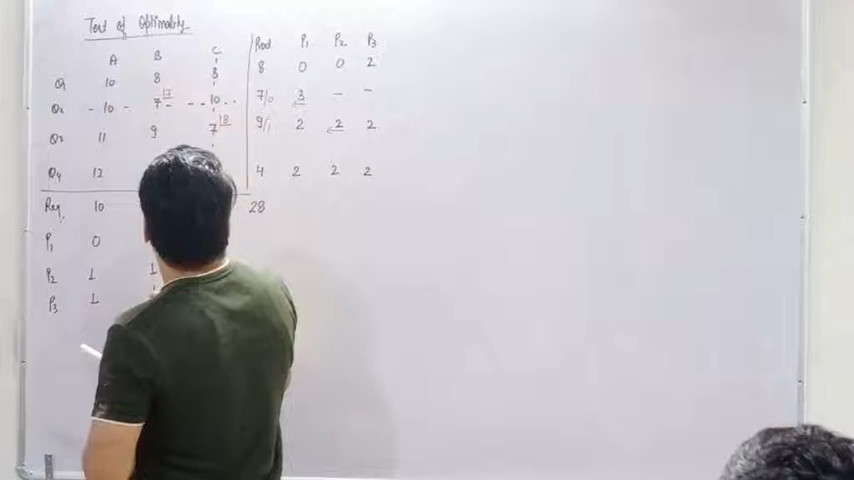 Test of Optimality
A B C Prod P1 P2 P3
Q1 10 8 8 8 0 0 2
Q2 - 10 - 7 - - - 10 - - 7/0 3 - -
Q3 11 9 7 18 9/1 2 2 2
Q4 12 4 2 2 2
Req. 10 28
P1 0
P2 1 1
P3 1